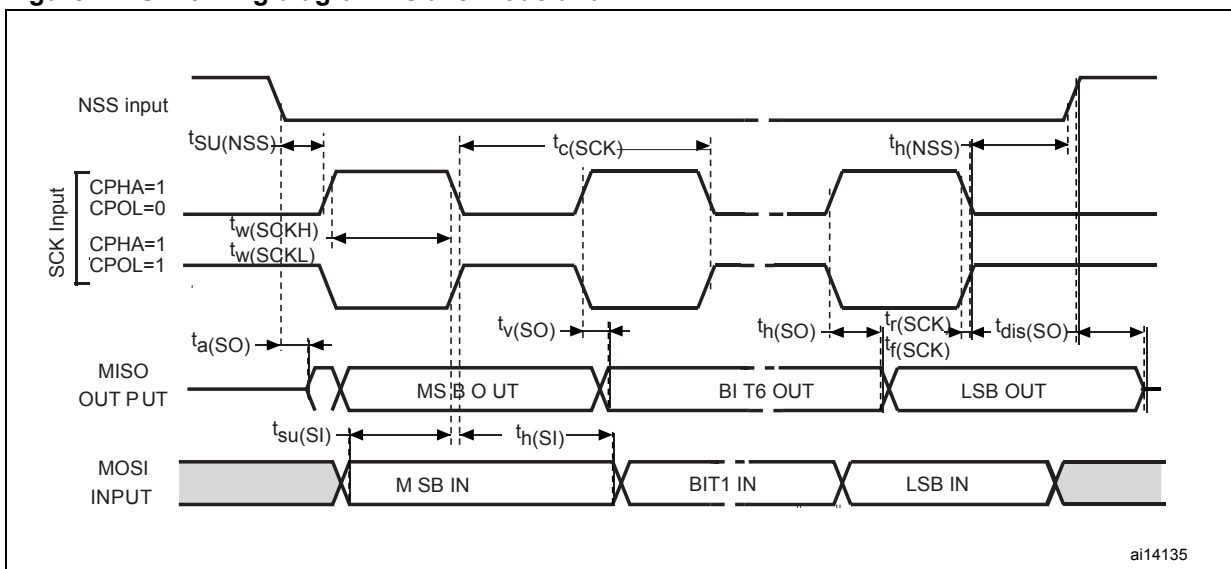 NSS input
tSU(NSS)
tc(SCK)
th(NSS)
SCK Input
CPHA=1
CPOL=0
tw(SCKH)
CPHA=1
tw(SCKL)
CPOL=1
ta(SO)
tv(SO)
th(SO)
tr(SCK)
tf(SCK)
tdis(SO)
MISO
OUT PUT
MS B O UT
BI T6 OUT
LSB OUT
tsu(SI)
th(SI)
MOSI
INPUT
M SB IN
BIT1 IN
LSB IN
ai14135